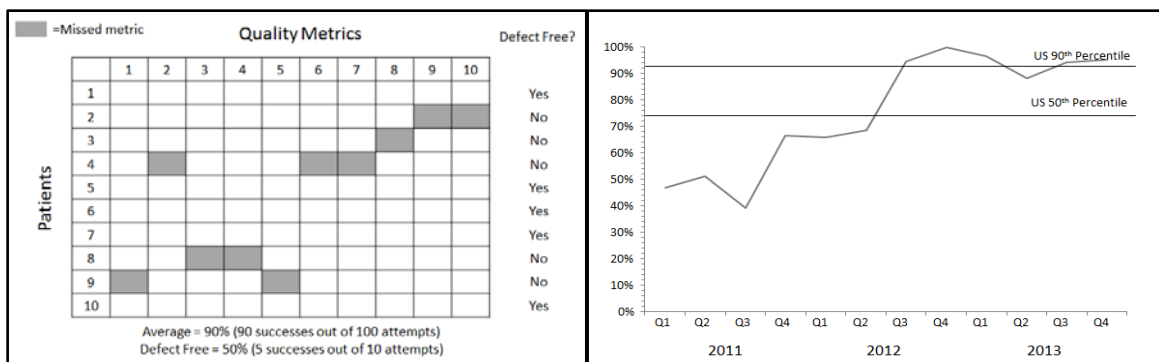 =Missed metric
Quality Metrics
Defect Free?
1 2 3 4 5 6 7 8 9 10
Patients
1 Yes
2 No
3 No
4 No
5 Yes
6 Yes
7 Yes
8 No
9 No
10 Yes
Average = 90% (90 successes out of 100 attempts)
Defect Free = 50% (5 successes out of 10 attempts)
100%
90%
80%
70%
60%
50%
40%
30%
20%
10%
0%
US 90th Percentile
US 50th Percentile
Q1 Q2 Q3 Q4 Q1 Q2 Q3 Q4 Q1 Q2 Q3 Q4
2011 2012 2013